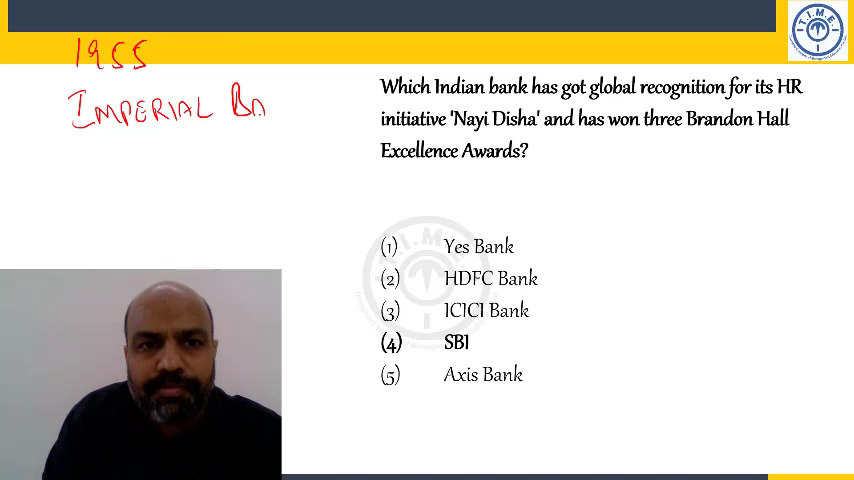 T.I.M.E.
1955
IMPERIAL BA
Which Indian bank has got global recognition for its HR
initiative 'Nayi Disha' and has won three Brandon Hall
Excellence Awards?
(1) Yes Bank
(2) HDFC Bank
(3) ICICI Bank
(4) SBI
(5) Axis Bank
T.I.M.E.